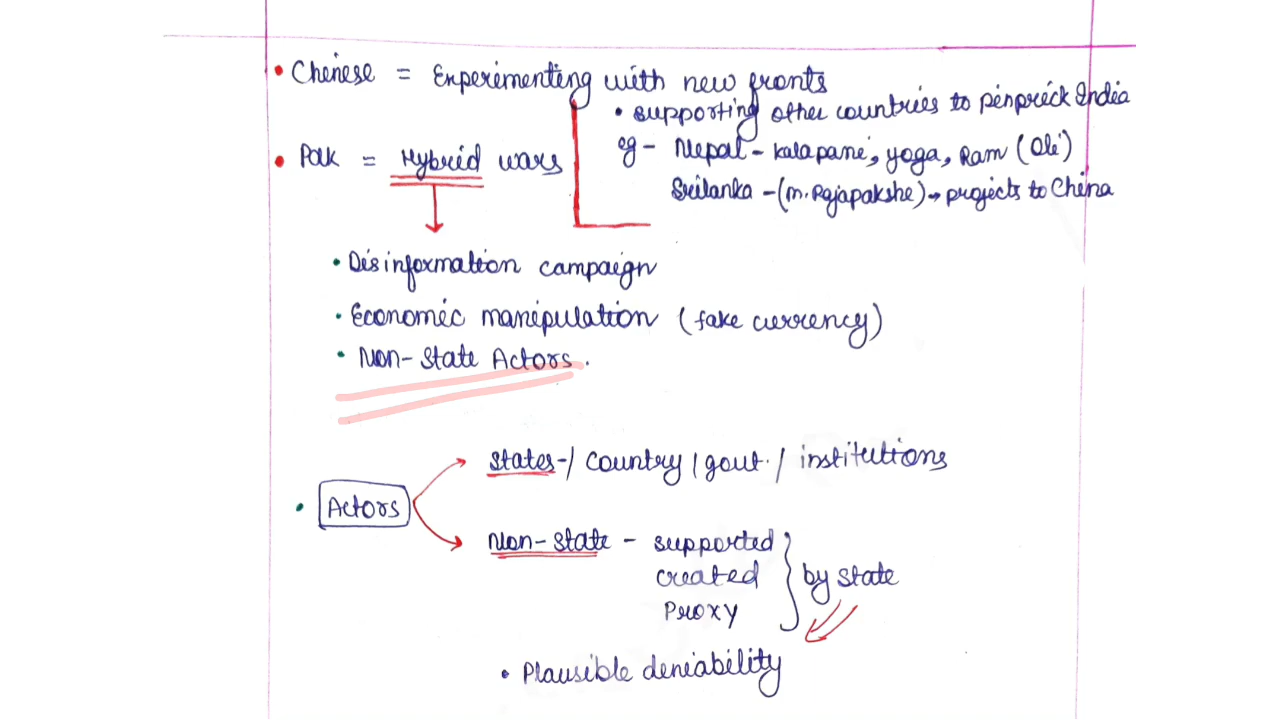 • Chinese = Experimenting with new fronts
• supporting other countries to pinprick India
eg - Nepal - Kalapani, yoga, Ram (Oli)
Srilanka - (M. Rajapakshe) → projects to China
• Pak = Hybrid wars
• Disinformation campaign
• Economic manipulation (fake currency)
• Non-State Actors.
• Actors
States - / Country / govt. / institutions
Non-State - supported
created
Proxy
} by state
• Plausible deniability